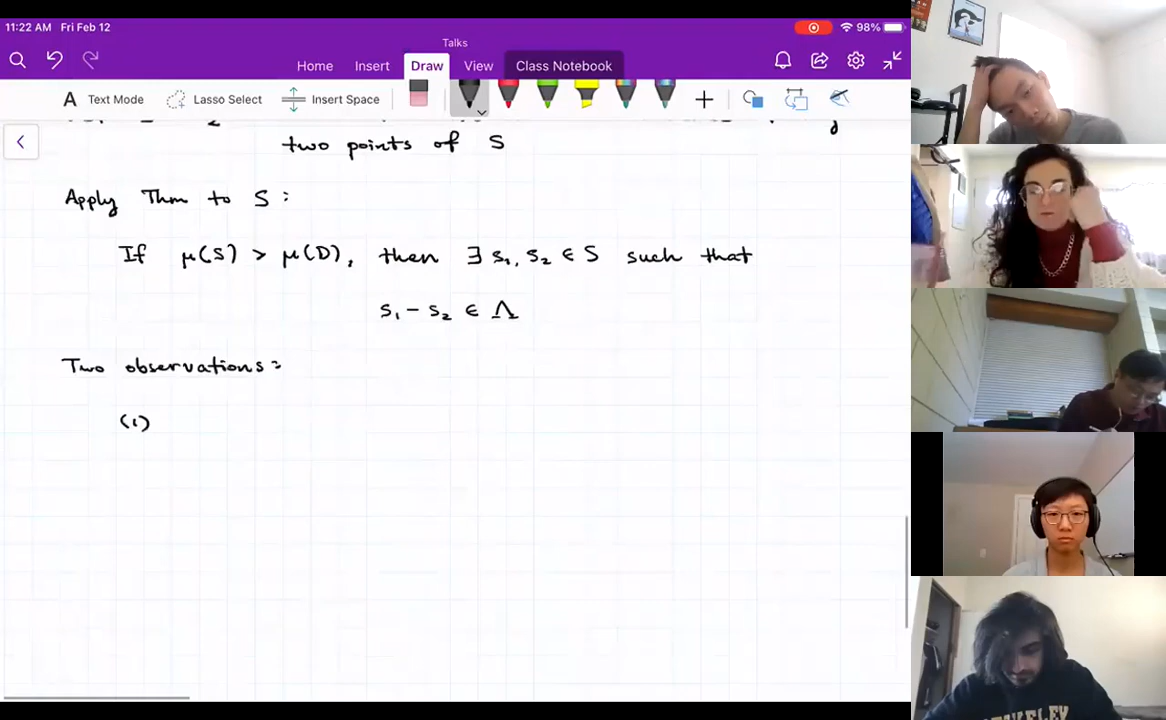 11:22 AM Fri Feb 12
98%
Talks
Home Insert Draw View Class Notebook
Text Mode Lasso Select Insert Space
two points of S
Apply Thm to S :
If μ(S) > μ(D), then ∃ s₁, s₂ ∈ S such that
s₁ - s₂ ∈ Λ
Two observations :
(1)
BERKELEY